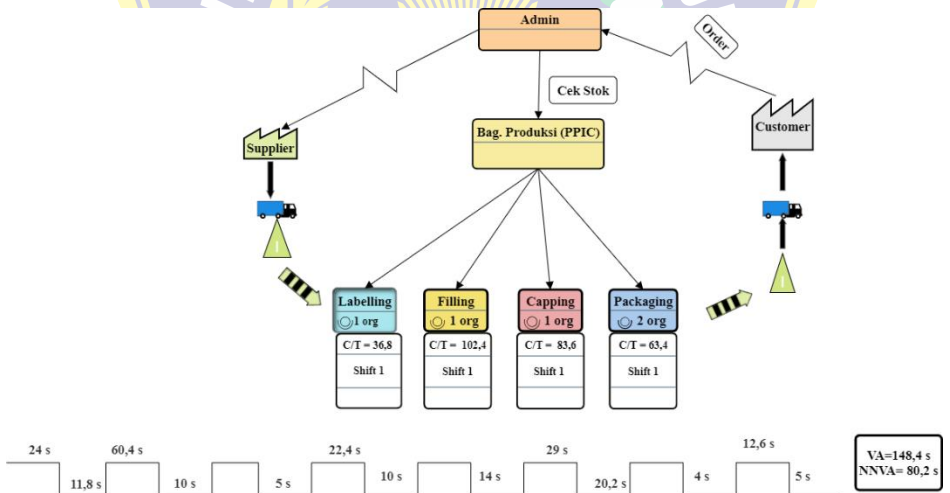 Admin
Order
Cek Stok
Supplier
Bag. Produksi (PPIC)
Customer
I
I
Labelling
1 org
C/T = 36,8
Shift 1
Filling
1 org
C/T = 102,4
Shift 1
Capping
1 org
C/T = 83,6
Shift 1
Packaging
2 org
C/T = 63,4
Shift 1
24 s
11,8 s
60,4 s
10 s
5 s
22,4 s
10 s
14 s
29 s
20,2 s
4 s
12,6 s
5 s
VA=148,4 s
NNVA= 80,2 s